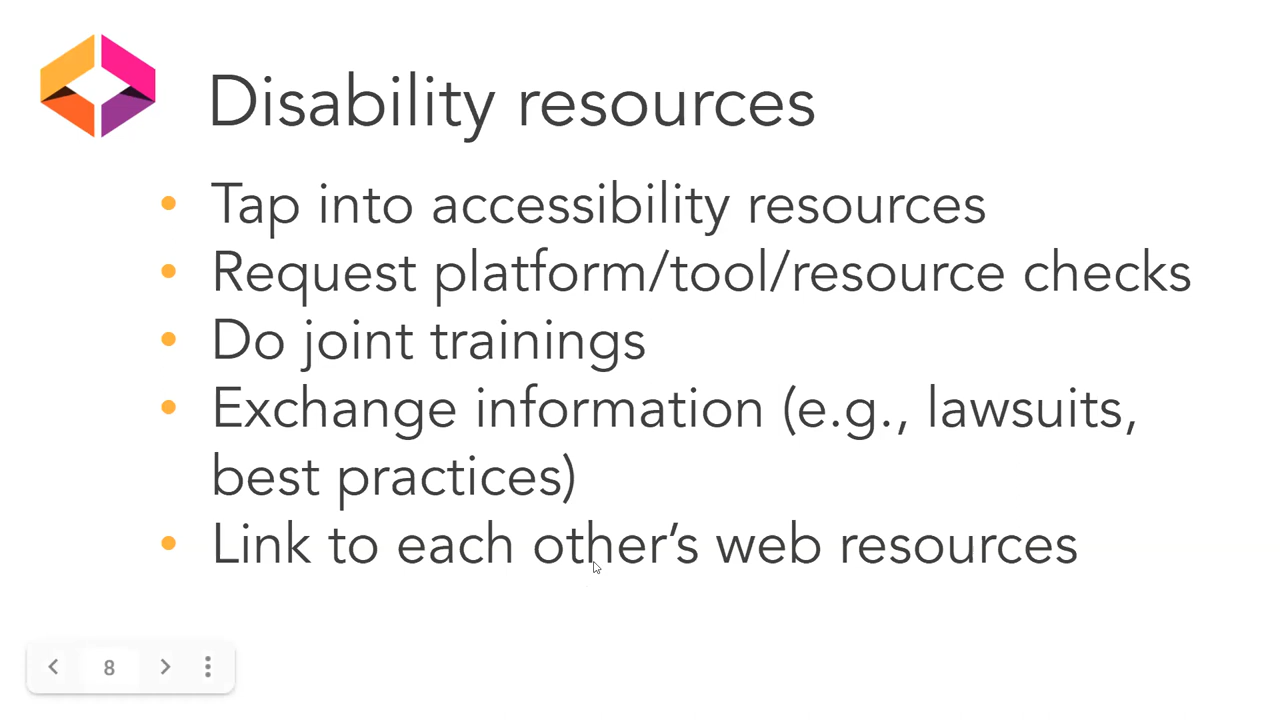 Disability resources
• Tap into accessibility resources
• Request platform/tool/resource checks
• Do joint trainings
• Exchange information (e.g., lawsuits,
best practices)
• Link to each other’s web resources
8